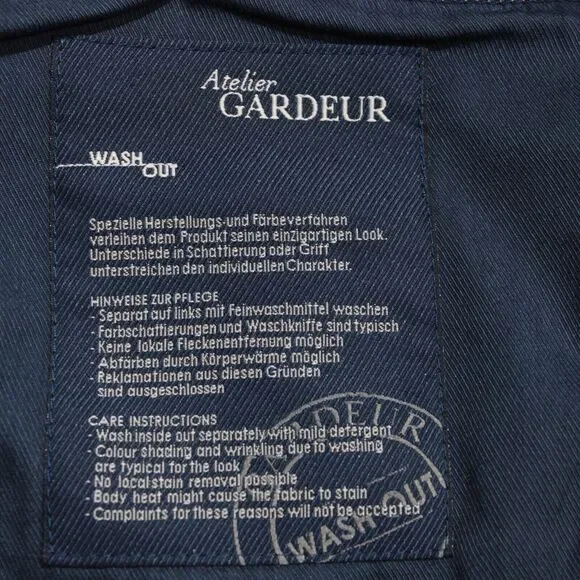 Atelier
GARDEUR
WASH
OUT
Spezielle Herstellungs-und Färbeverfahren
verleihen dem Produkt seinen einzigartigen Look.
Unterschiede in Schattierung oder Griff
unterstreichen den individuellen Charakter.
HINWEISE ZUR PFLEGE
- Separat auf links mit Feinwaschmittel waschen
- Farbschattierungen und Waschkniffe sind typisch
- Keine lokale Fleckenentfernung möglich
- Abfärben durch Körperwärme möglich
- Reklamationen aus diesen Gründen
sind ausgeschlossen
CARE INSTRUCTIONS
- Wash inside out separately with mild detergent
- Colour shading and wrinkling due to washing
are typical for the look
- No local stain removal possible
- Body heat might cause the fabric to stain
- Complaints for these reasons will not be accepted
WASH OUT